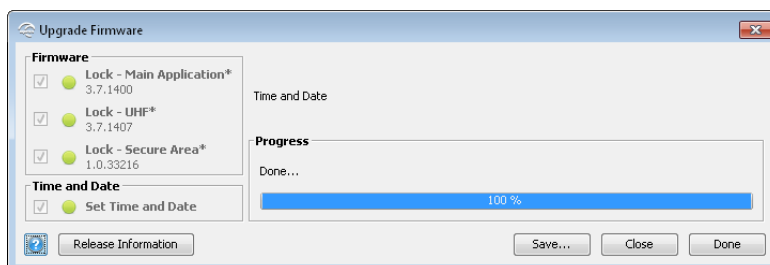 Upgrade Firmware
Firmware
Lock - Main Application*
3.7.1400
Lock - UHF*
3.7.1407
Lock - Secure Area*
1.0.33216
Time and Date
Set Time and Date
Time and Date
Progress
Done...
100 %
?
Release Information
Save...
Close
Done